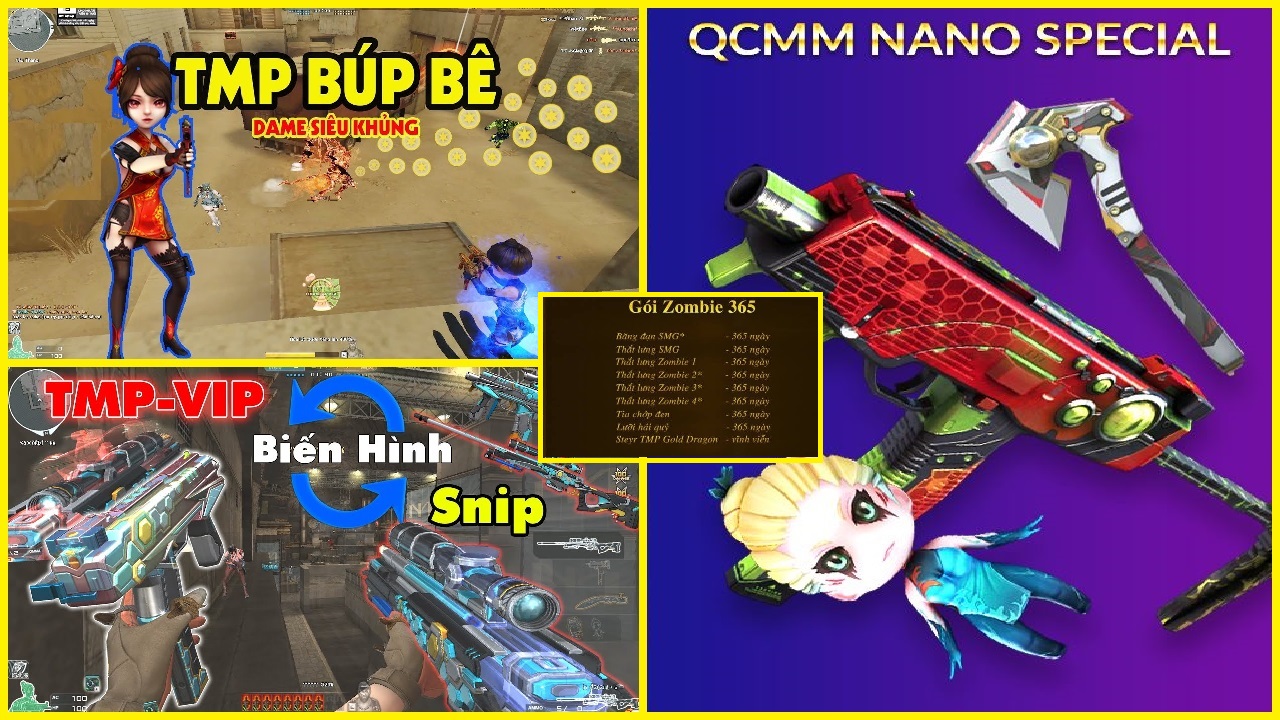 TMP BÚP BÊ
DAME SIÊU KHỦNG
QCMM NANO SPECIAL
Gói Zombie 365
Băng đạn SMG* - 365 ngày
Thắt lưng SMG - 365 ngày
Thắt lưng Zombie 1 - 365 ngày
Thắt lưng Zombie 2* - 365 ngày
Thắt lưng Zombie 3* - 365 ngày
Thắt lưng Zombie 4* - 365 ngày
Tia chớp đen - 365 ngày
Lưỡi hái quỷ - 365 ngày
Steyr TMP Gold Dragon - vĩnh viễn
TMP-VIP
Biến Hình
Snip
100
100